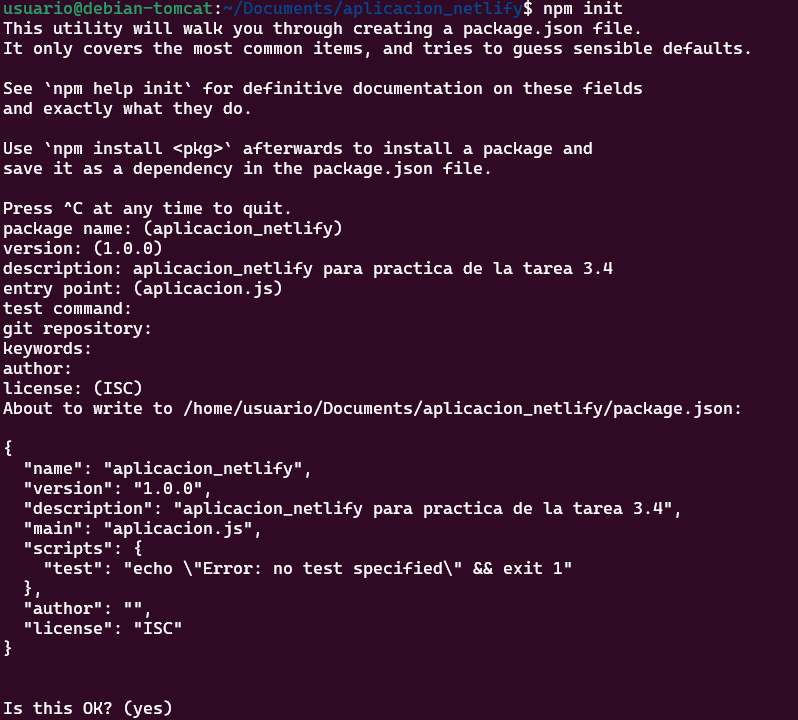 usuario@debian-tomcat:~/Documents/aplicacion_netlify$ npm init
This utility will walk you through creating a package.json file.
It only covers the most common items, and tries to guess sensible defaults.

See `npm help init` for definitive documentation on these fields
and exactly what they do.

Use `npm install <pkg>` afterwards to install a package and
save it as a dependency in the package.json file.

Press ^C at any time to quit.
package name: (aplicacion_netlify)
version: (1.0.0)
description: aplicacion_netlify para practica de la tarea 3.4
entry point: (aplicacion.js)
test command:
git repository:
keywords:
author:
license: (ISC)
About to write to /home/usuario/Documents/aplicacion_netlify/package.json:

{
  "name": "aplicacion_netlify",
  "version": "1.0.0",
  "description": "aplicacion_netlify para practica de la tarea 3.4",
  "main": "aplicacion.js",
  "scripts": {
    "test": "echo \"Error: no test specified\" && exit 1"
  },
  "author": "",
  "license": "ISC"
}


Is this OK? (yes)